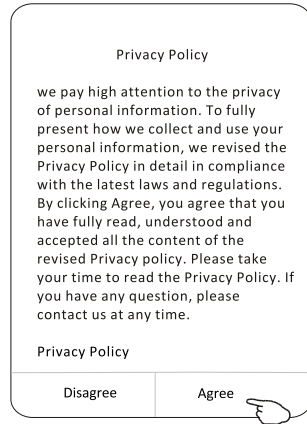 Privacy Policy
we pay high attention to the privacy
of personal information. To fully
present how we collect and use your
personal information, we revised the
Privacy Policy in detail in compliance
with the latest laws and regulations.
By clicking Agree, you agree that you
have fully read, understood and
accepted all the content of the
revised Privacy policy. Please take
your time to read the Privacy Policy. If
you have any question, please
contact us at any time.
Privacy Policy
Disagree Agree